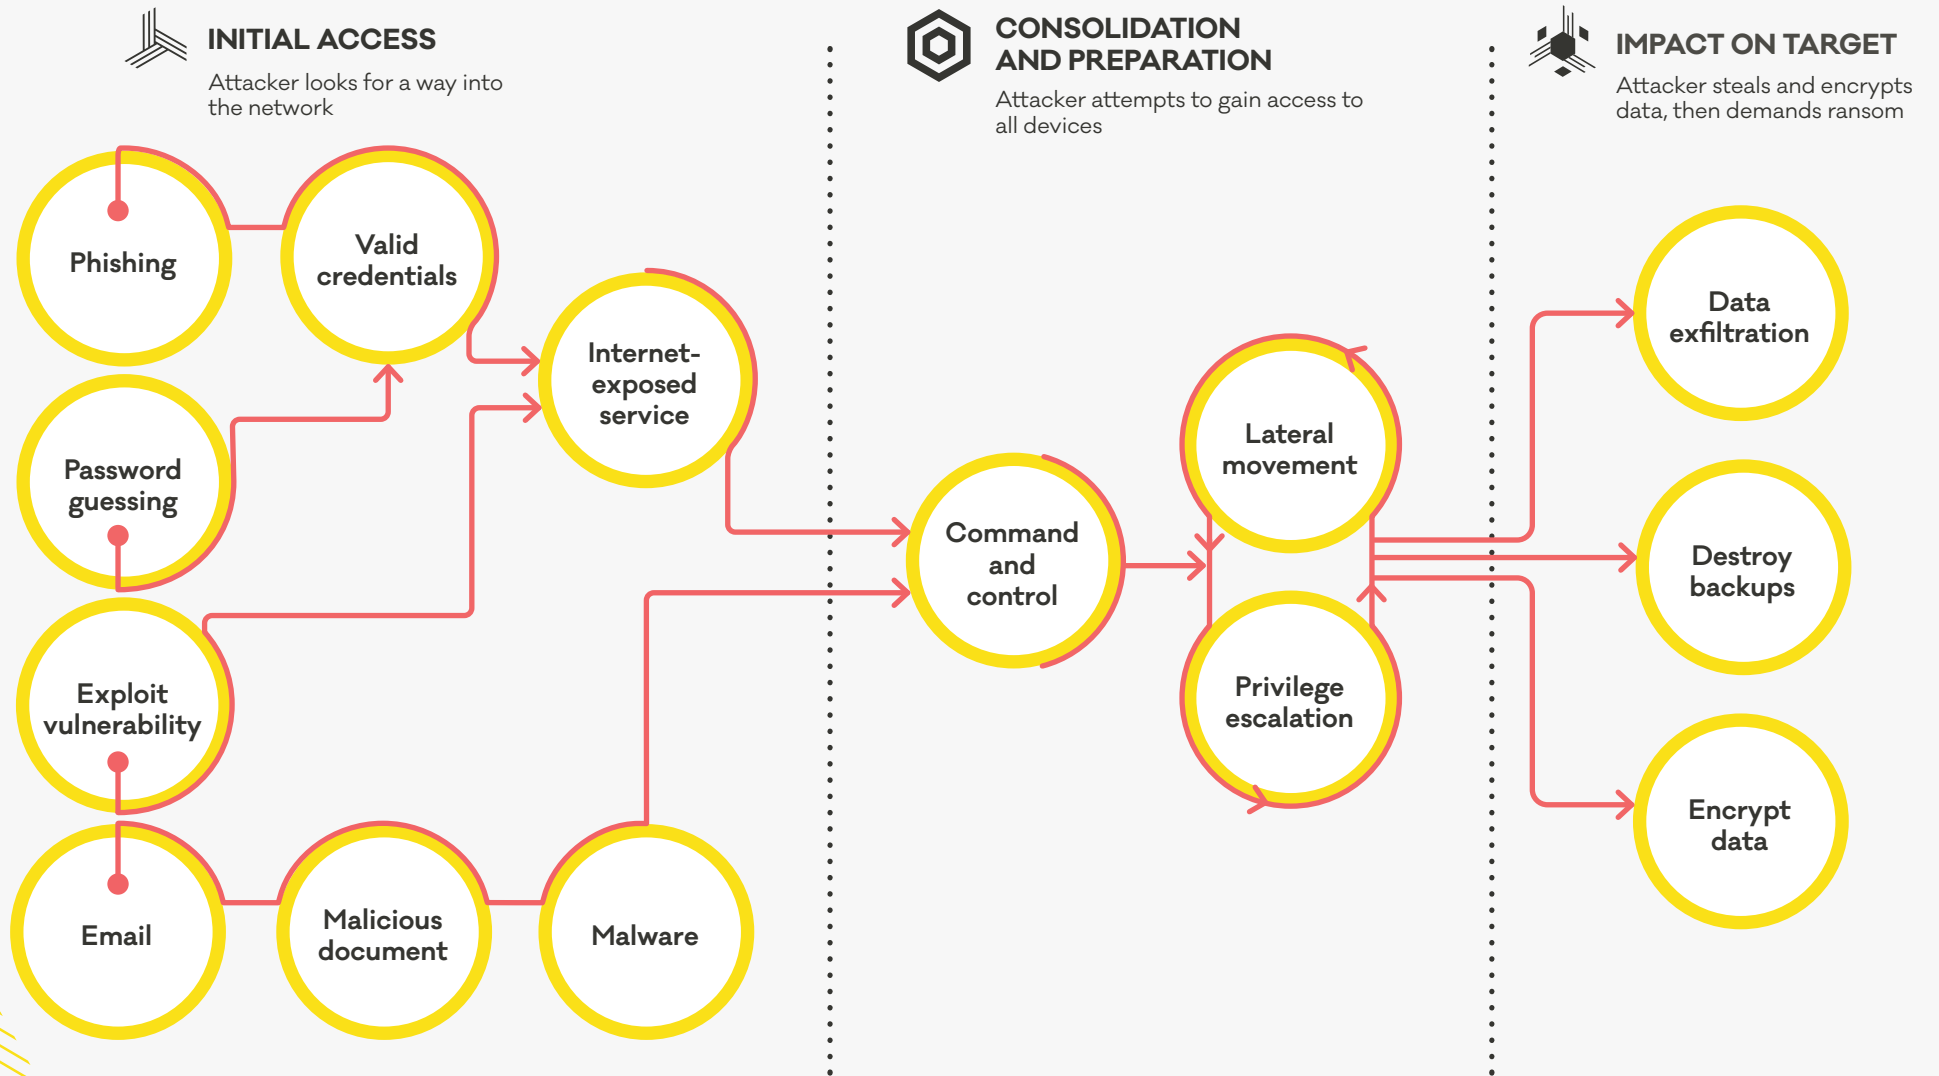 INITIAL ACCESS
Attacker looks for a way into
the network
CONSOLIDATION
AND PREPARATION
Attacker attempts to gain access to
all devices
IMPACT ON TARGET
Attacker steals and encrypts
data, then demands ransom
Phishing
Valid
credentials
Internet-
exposed
service
Password
guessing
Exploit
vulnerability
Email
Malicious
document
Malware
Command
and
control
Lateral
movement
Privilege
escalation
Data
exfiltration
Destroy
backups
Encrypt
data